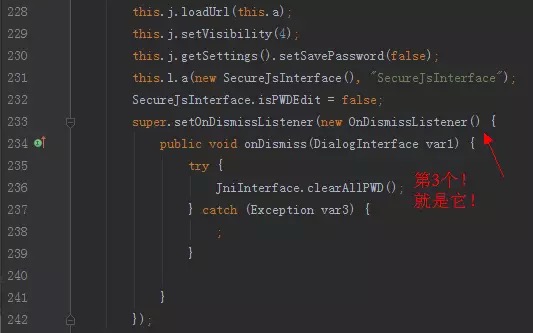 228 this.j.loadUrl(this.a);
229 this.j.setVisibility(4);
230 this.j.getSettings().setSavePassword(false);
231 this.l.a(new SecureJsInterface(), "SecureJsInterface");
232 SecureJsInterface.isPWDEdit = false;
233 super.setOnDismissListener(new OnDismissListener() {
234 public void onDismiss(DialogInterface var1) {
235 try {
236 JniInterface.clearAllPWD();
237 } catch (Exception var3) {
238 ;
239 }
240
241 }
242 });
第3个!
就是它!